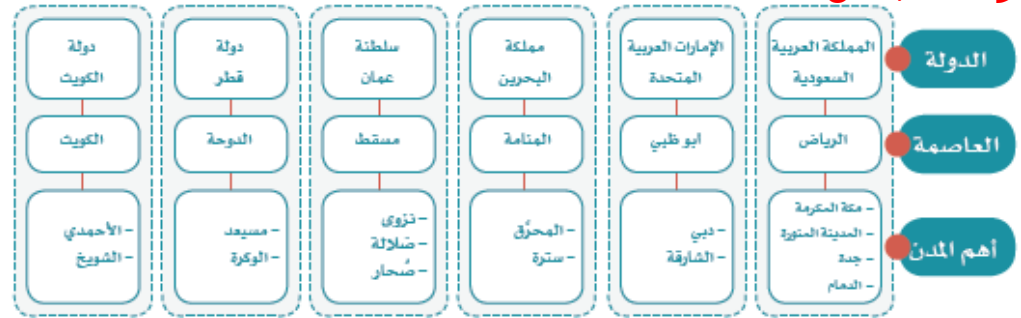 الدولة
المملكة العربية
السعودية
الإمارات العربية
المتحدة
مملكة
البحرين
سلطنة
عمان
دولة
قطر
دولة
الكويت
العاصمة
الرياض
ابو ظبي
المنامة
مسقط
الدوحة
الكويت
أهم المدن
- مكة المكرمة
- المدينة المنورة
- جدة
- الدمام
- دبي
- الشارقة
- المحرَّق
- سترة
- نزوى
- صَلالة
- صُحار
- مسيعد
- الوكرة
- الأحمدي
- الشويخ